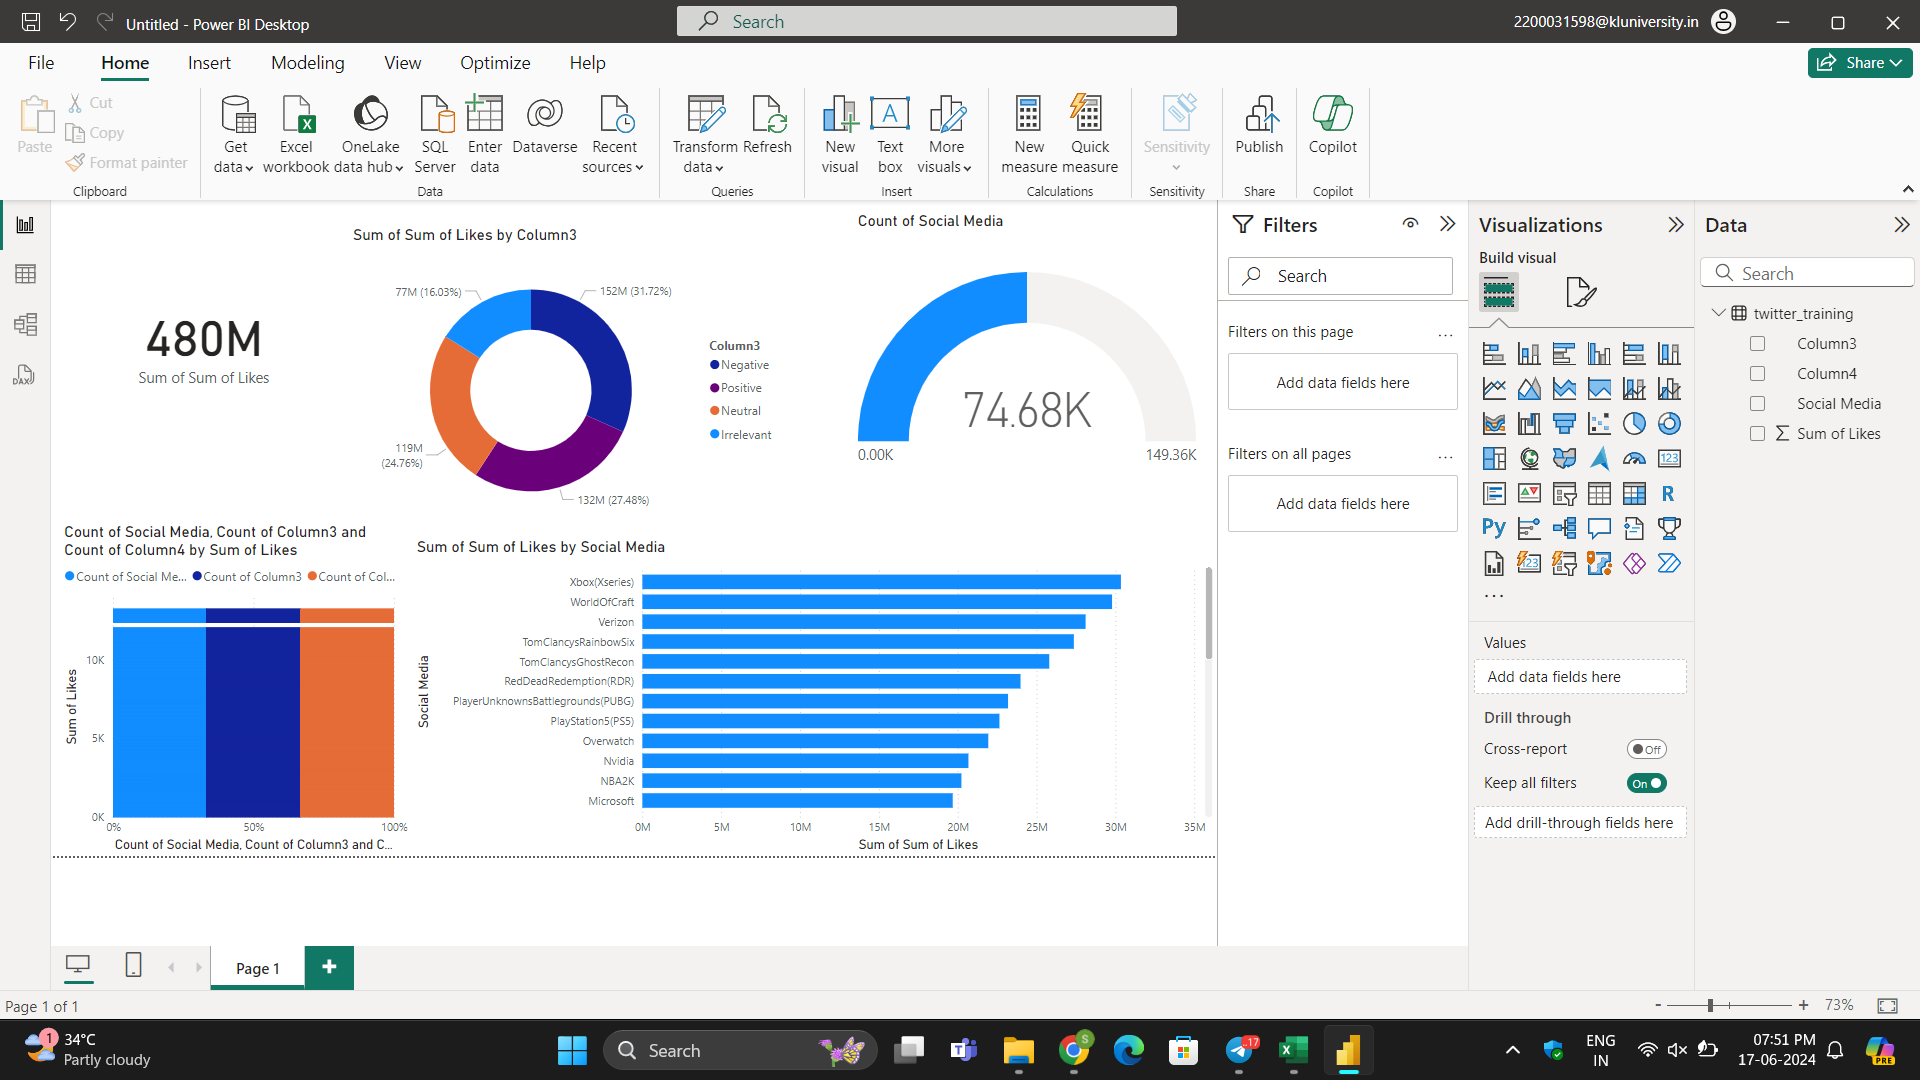 Untitled - Power BI Desktop
Search
2200031598@kluniversity.in
File Home Insert Modeling View Optimize Help
Share
Paste
Cut
Copy
Format painter
Clipboard
Get data
Excel workbook
OneLake data hub
SQL Server
Enter data
Dataverse
Recent sources
Data
Transform data
Refresh
Queries
New visual
Text box
More visuals
Insert
New measure
Quick measure
Calculations
Sensitivity
Sensitivity
Publish
Share
Copilot
Copilot
480M
Sum of Sum of Likes
Sum of Sum of Likes by Column3
77M (16.03%)
152M (31.72%)
119M
(24.76%)
132M (27.48%)
Column3
Negative
Positive
Neutral
Irrelevant
Count of Social Media
74.68K
0.00K
149.36K
Count of Social Media, Count of Column3 and
Count of Column4 by Sum of Likes
Count of Social Me... Count of Column3 Count of Col...
Sum of Likes
10K
5K
0K
0% 50% 100%
Count of Social Media, Count of Column3 and C...
Sum of Sum of Likes by Social Media
Social Media
Xbox(Xseries)
WorldOfCraft
Verizon
TomClancysRainbowSix
TomClancysGhostRecon
RedDeadRedemption(RDR)
PlayerUnknownsBattlegrounds(PUBG)
PlayStation5(PS5)
Overwatch
Nvidia
NBA2K
Microsoft
0M 5M 10M 15M 20M 25M 30M 35M
Sum of Sum of Likes
Filters
Search
Filters on this page
...
Add data fields here
Filters on all pages
...
Add data fields here
Visualizations
Build visual
123
R
Py
123
...
Values
Add data fields here
Drill through
Cross-report
Off
Keep all filters
On
Add drill-through fields here
Data
Search
twitter_training
Column3
Column4
Social Media
Σ Sum of Likes
Page 1
+
Page 1 of 1
- + 73%
1
34°C
Partly cloudy
Search
S
17
ENG
IN
07:51 PM
17-06-2024
PRE
DAX